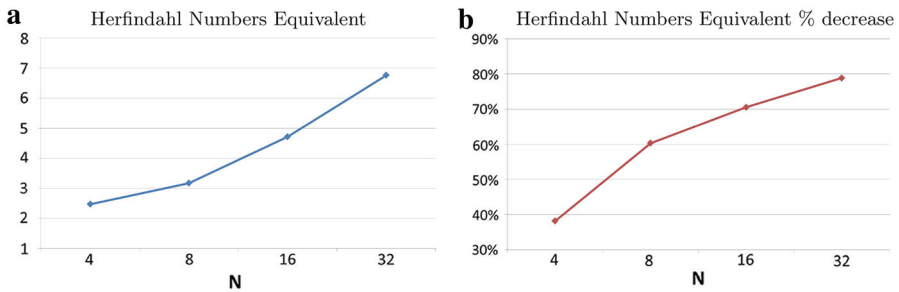 a Herfindahl Numbers Equivalent
8
7
6
5
4
3
2
1
4 8 16 32
N
b Herfindahl Numbers Equivalent % decrease
90%
80%
70%
60%
50%
40%
30%
4 8 16 32
N